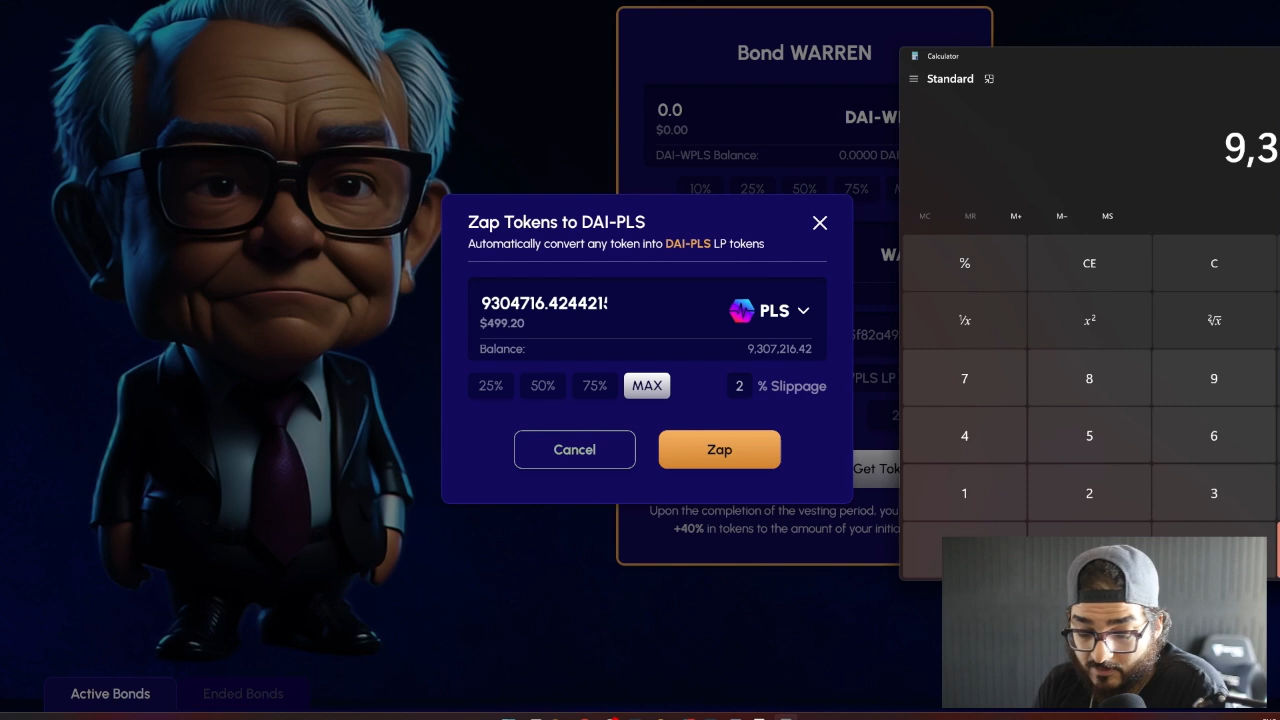 Bond WARREN
0.0
$0.00
DAI-WPLS Balance:
0.0000
10%
25%
50%
75%
Zap Tokens to DAI-PLS
Automatically convert any token into DAI-PLS LP tokens
9304716.424421
PLS
$499.20
Balance:
9,307,216.42
25%
50%
75%
MAX
2
% Slippage
Cancel
Zap
Upon the completion of the vesting period, you
+40% in tokens to the amount of your
Active Bonds
Ended Bonds
Calculator
Standard
9,3
MC
MR
M+
M-
MS
%
CE
C
¹/x
x²
²√x
7
8
9
4
5
6
1
2
3